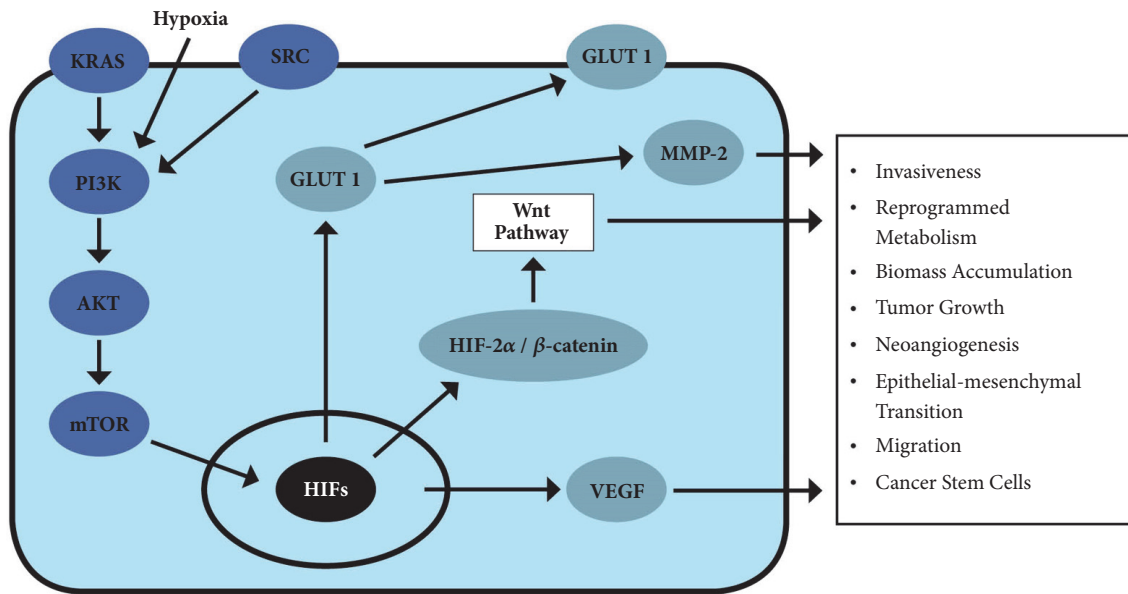 Hypoxia
KRAS
SRC
GLUT 1
PI3K
GLUT 1
MMP-2
Wnt
Pathway
AKT
HIF-2α / β-catenin
mTOR
HIFs
VEGF
• Invasiveness
• Reprogrammed
Metabolism
• Biomass Accumulation
• Tumor Growth
• Neoangiogenesis
• Epithelial-mesenchymal
Transition
• Migration
• Cancer Stem Cells